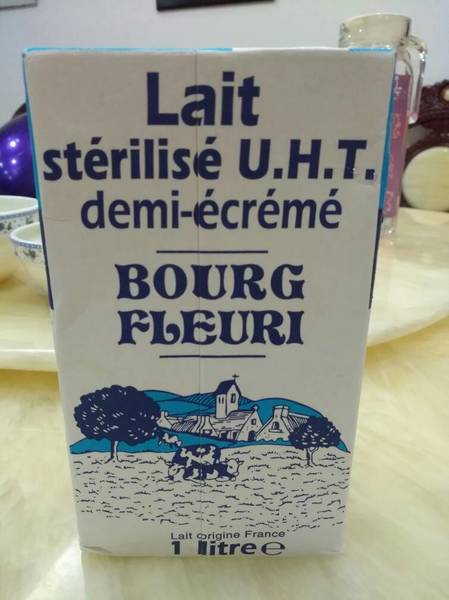 Lait
stérilisé U.H.T.
demi-écrémé
BOURG
FLEURI
Lait origine France
1 litre ℮